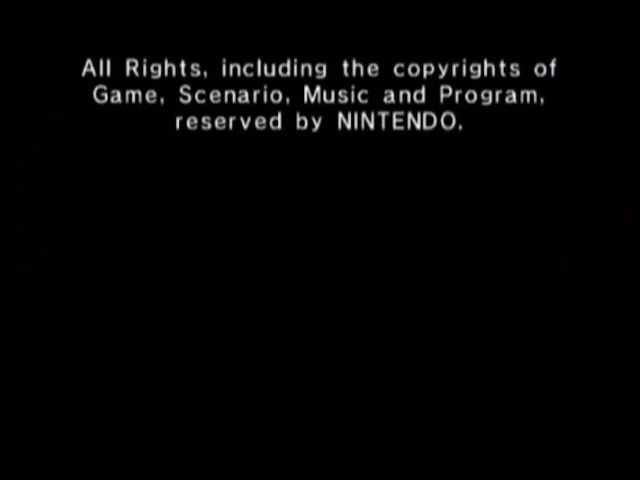 All Rights, including the copyrights of
Game, Scenario, Music and Program,
reserved by NINTENDO.